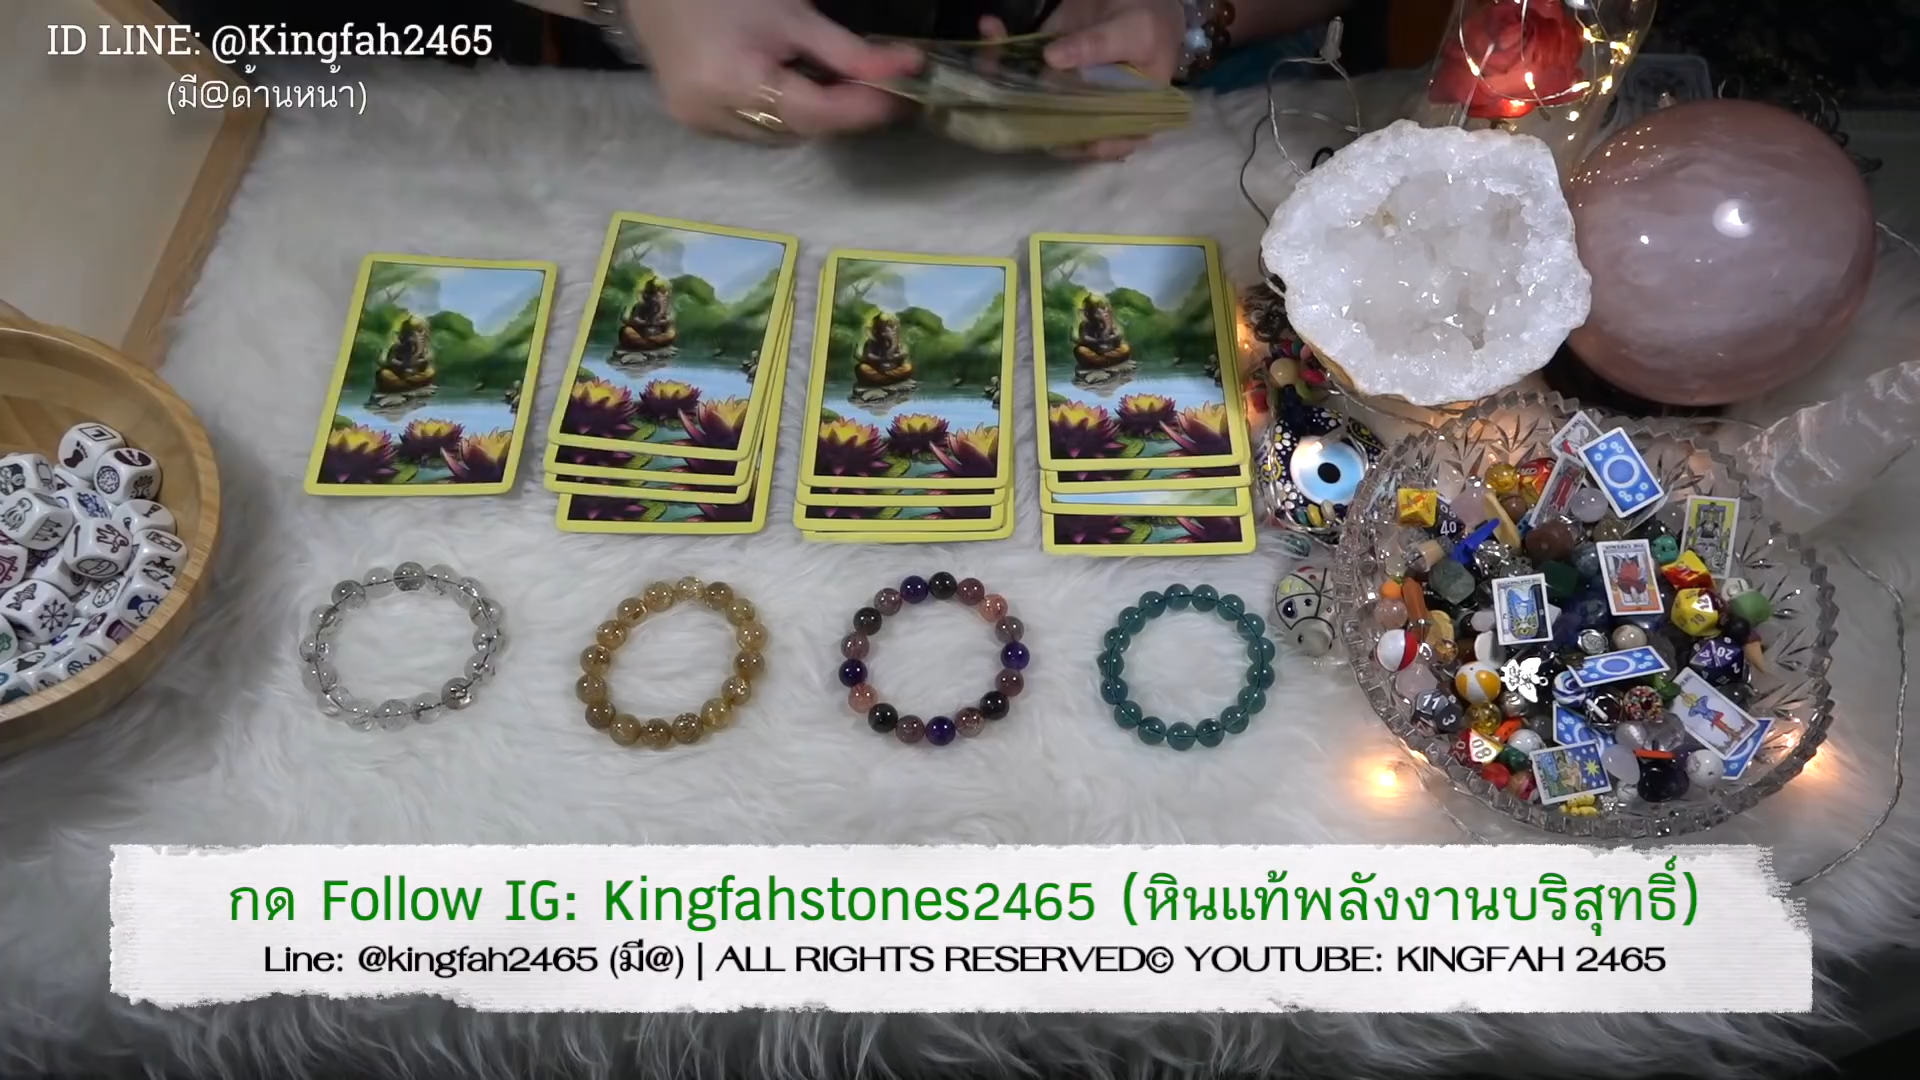 ID LINE: @Kingfah2465
(มี@ด้านหน้า)
กด Follow IG: Kingfahstones2465 (หินแท้พลังงานบริสุทธิ์)
Line: @kingfah2465 (มี@) | ALL RIGHTS RESERVED© YOUTUBE: KINGFAH 2465